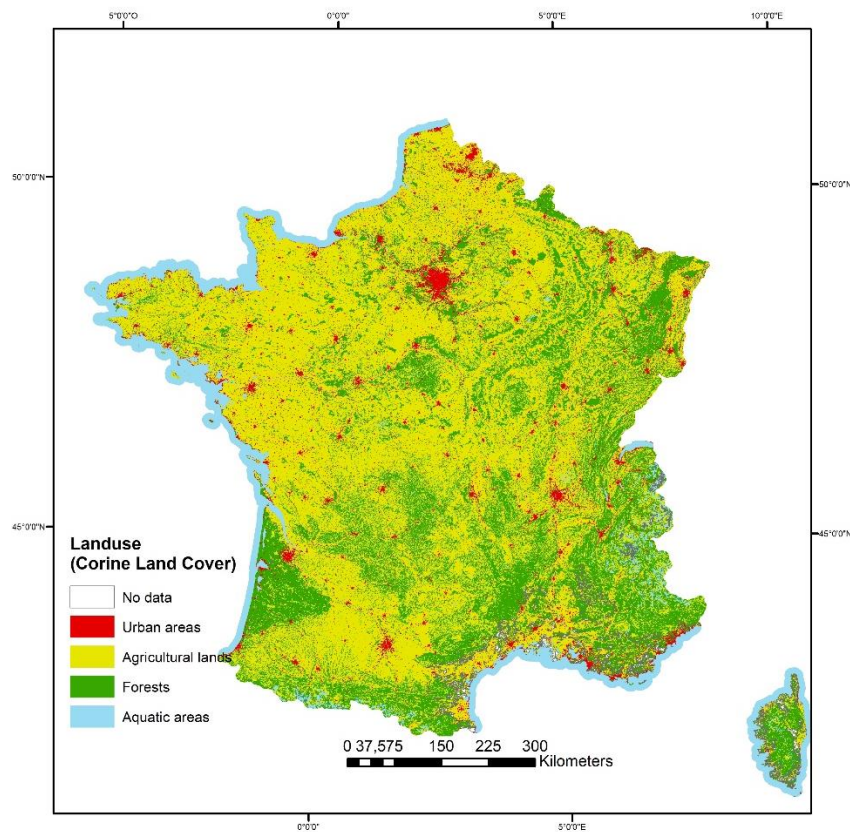 5°0'0"O 0°0'0" 5°0'0"E 10°0'0"E
50°0'0"N 50°0'0"N
45°0'0"N 45°0'0"N
Landuse
(Corine Land Cover)
No data
Urban areas
Agricultural lands
Forests
Aquatic areas
0 37,575 150 225 300
Kilometers
0°0'0" 5°0'0"E